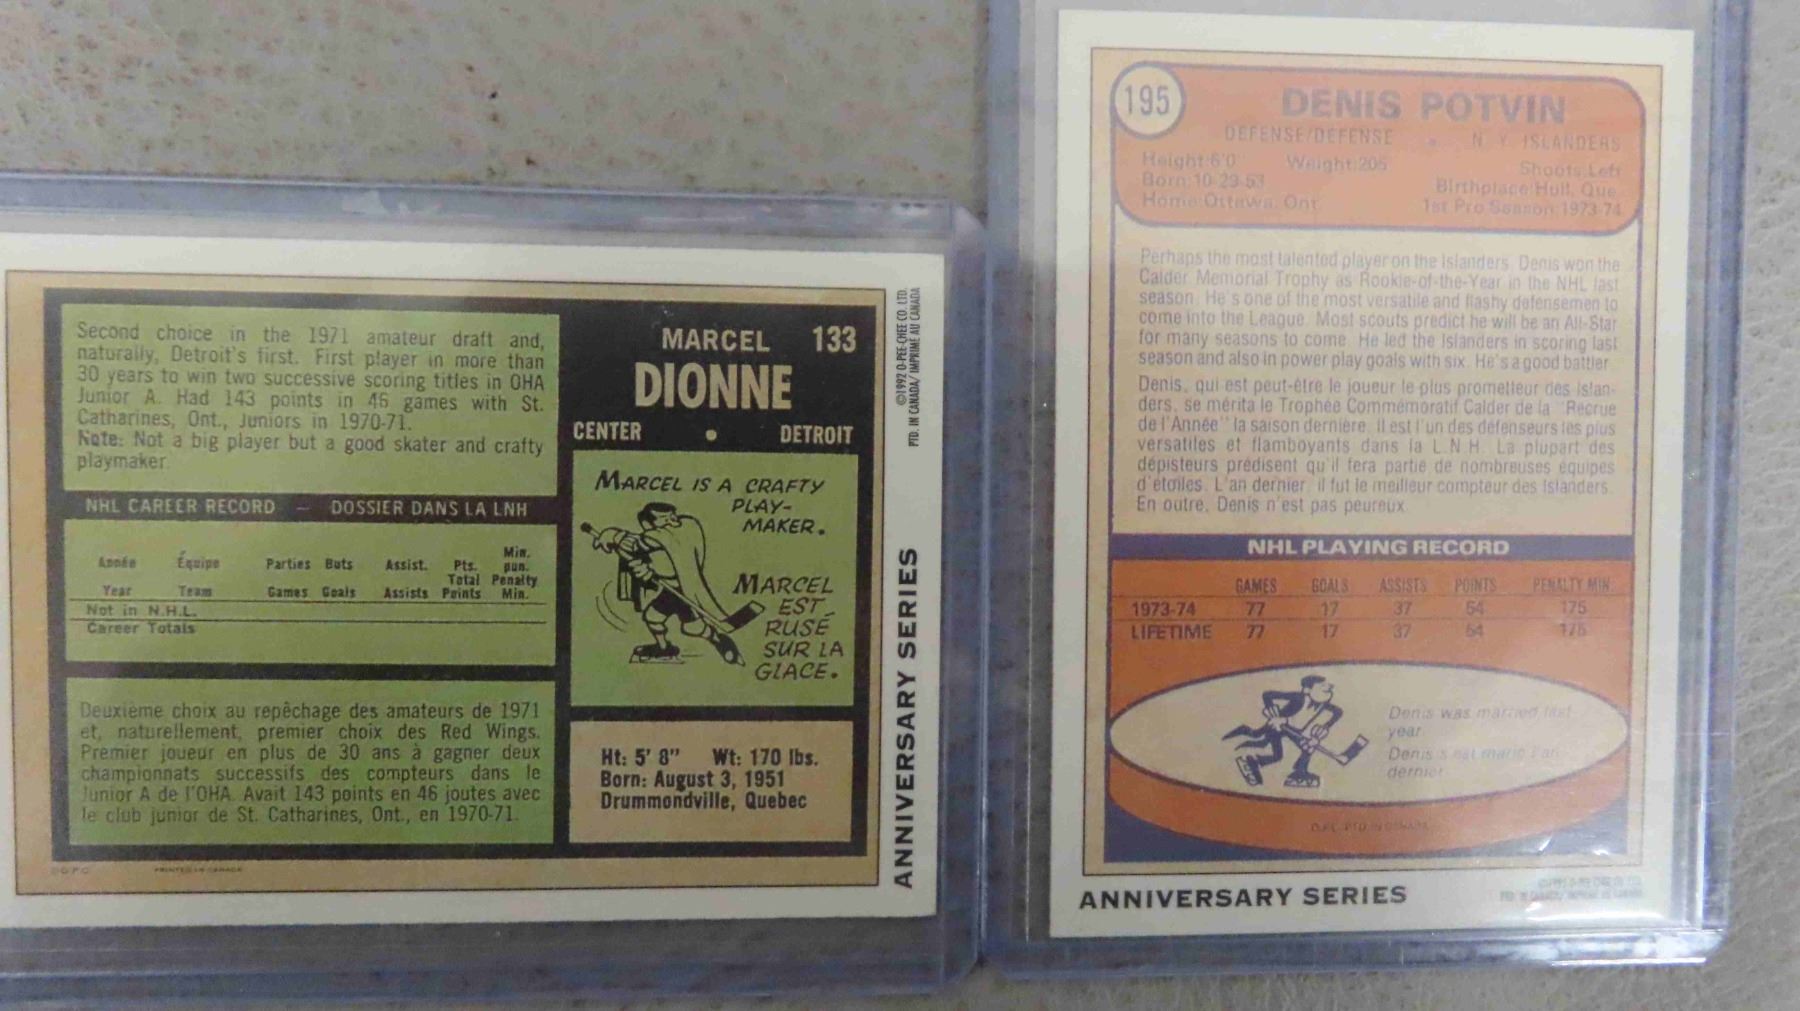 Second choice in the 1971 amateur draft and,
naturally, Detroit's first. First player in more than
30 years to win two successive scoring titles in OHA
Junior A. Had 143 points in 46 games with St.
Catharines, Ont., Juniors in 1970-71.
Note: Not a big player but a good skater and crafty
playmaker.
NHL CAREER RECORD — DOSSIER DANS LA LNH
Année Équipe Parties Buts Assist. Pts. Min. pun.
Year Team Games Goals Assists Total Points Penalty Min.
Not in N.H.L.
Career Totals
Deuxième choix au repêchage des amateurs de 1971
et, naturellement, premier choix des Red Wings.
Premier joueur en plus de 30 ans à gagner deux
championnats successifs des compteurs dans le
Junior A de l'OHA. Avait 143 points en 46 joutes avec
le club junior de St. Catharines, Ont., en 1970-71.
PRINTED IN CANADA
MARCEL 133
DIONNE
CENTER • DETROIT
MARCEL IS A CRAFTY
PLAY-
MAKER.
MARCEL
EST
RUSÉ
SUR LA
GLACE.
Ht: 5' 8" Wt: 170 lbs.
Born: August 3, 1951
Drummondville, Quebec
©1992 O-PEE-CHEE CO. LTD.
PTD. IN CANADA/IMPRIMÉ AU CANADA
ANNIVERSARY SERIES
195 DENIS POTVIN
DEFENSE/DÉFENSE • N.Y. ISLANDERS
Height:6'0 Weight:205 Shoots:Left
Born:10-29-53 Birthplace:Hull, Que.
Home:Ottawa, Ont. 1st Pro Season:1973-74
Perhaps the most talented player on the Islanders, Denis won the
Calder Memorial Trophy as Rookie-of-the-Year in the NHL last
season. He's one of the most versatile and flashy defensemen to
come into the League. Most scouts predict he will be an All-Star
for many seasons to come. He led the Islanders in scoring last
season and also in power play goals with six. He's a good battler.
Denis, qui est peut-être le joueur le plus prometteur des Islan-
ders, se mérita le Trophée Commémoratif Calder de la "Recrue
de l'Année" la saison dernière. Il est l'un des défenseurs les plus
versatiles et flamboyants dans la L.N.H. La plupart des
dépisteurs prédisent qu'il fera partie de nombreuses équipes
d'étoiles. L'an dernier, il fut le meilleur compteur des Islanders.
En outre, Denis n'est pas peureux.
NHL PLAYING RECORD
GAMES GOALS ASSISTS POINTS PENALTY MIN.
1973-74 77 17 37 54 175
LIFETIME 77 17 37 54 175
Denis was married last
year.
Denis s'est marié l'an
dernier.
O.P.C. PTD. IN CANADA
ANNIVERSARY SERIES